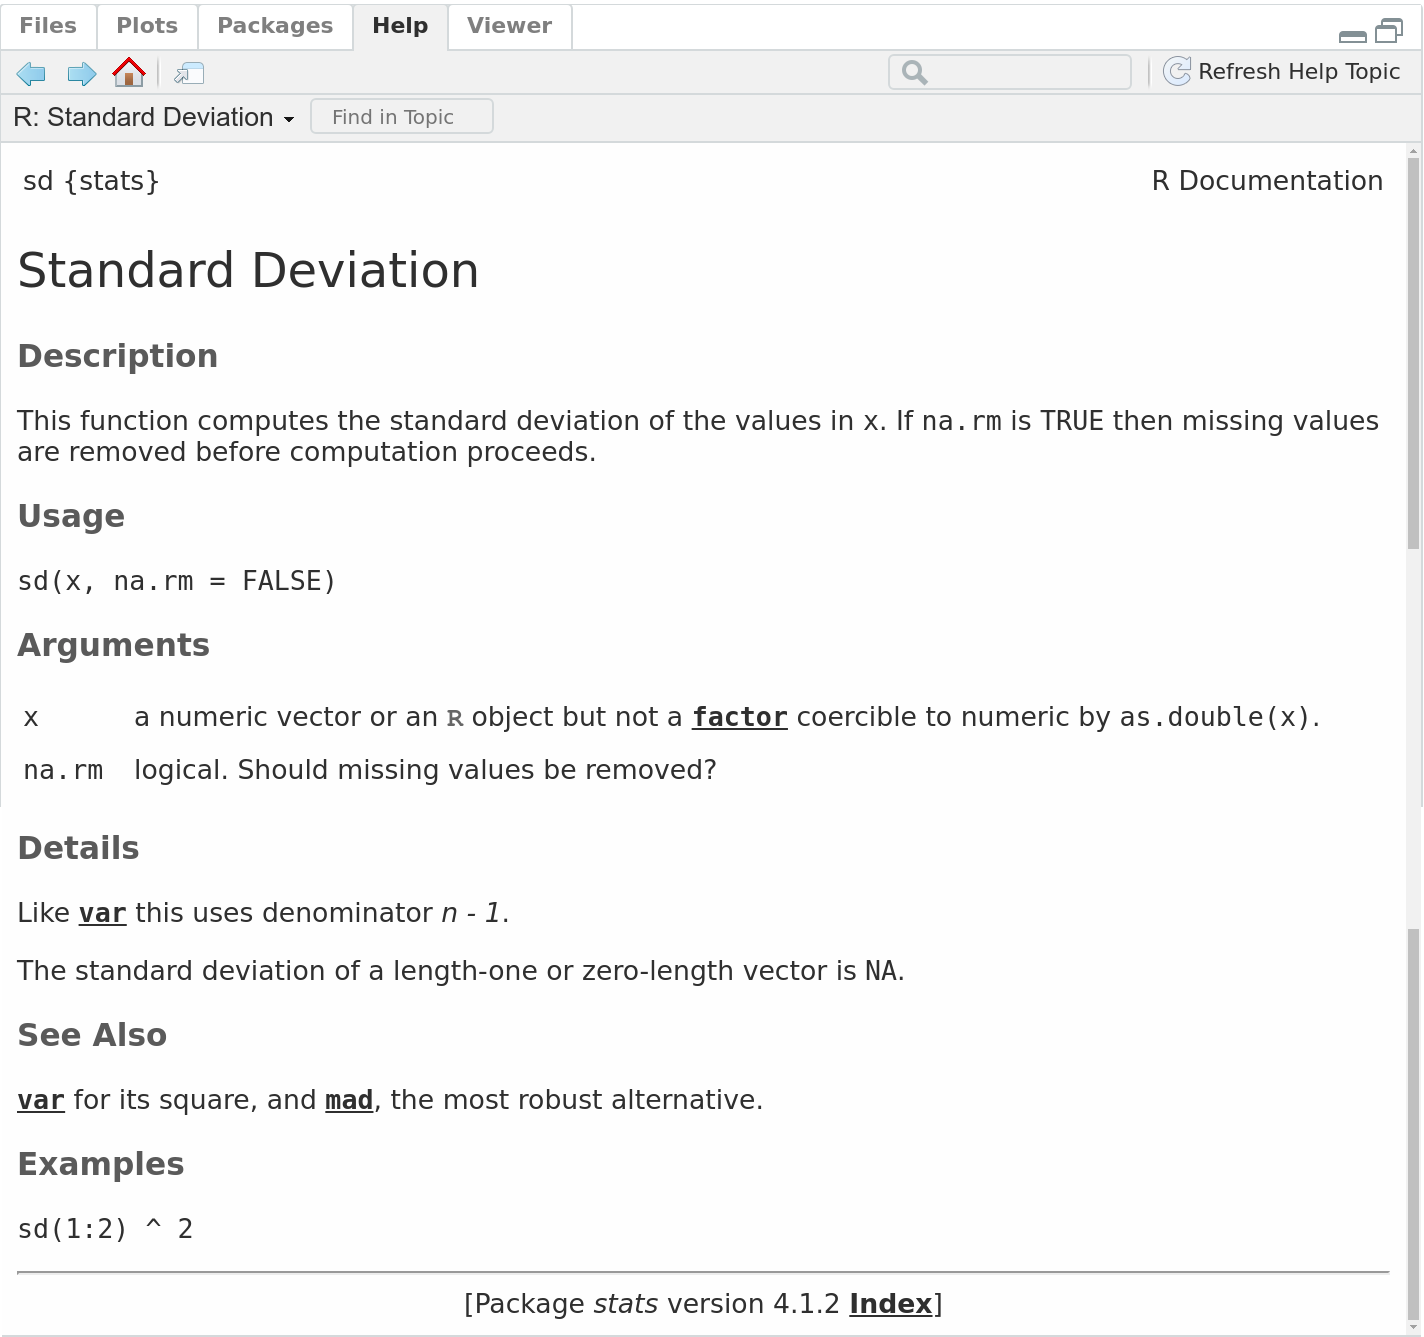 Files Plots Packages Help Viewer
Refresh Help Topic
R: Standard Deviation Find in Topic
sd {stats} R Documentation
Standard Deviation
Description
This function computes the standard deviation of the values in x. If na.rm is TRUE then missing values
are removed before computation proceeds.
Usage
sd(x, na.rm = FALSE)
Arguments
x a numeric vector or an R object but not a factor coercible to numeric by as.double(x).
na.rm logical. Should missing values be removed?
Details
Like var this uses denominator n - 1.
The standard deviation of a length-one or zero-length vector is NA.
See Also
var for its square, and mad, the most robust alternative.
Examples
sd(1:2) ^ 2
[Package stats version 4.1.2 Index]